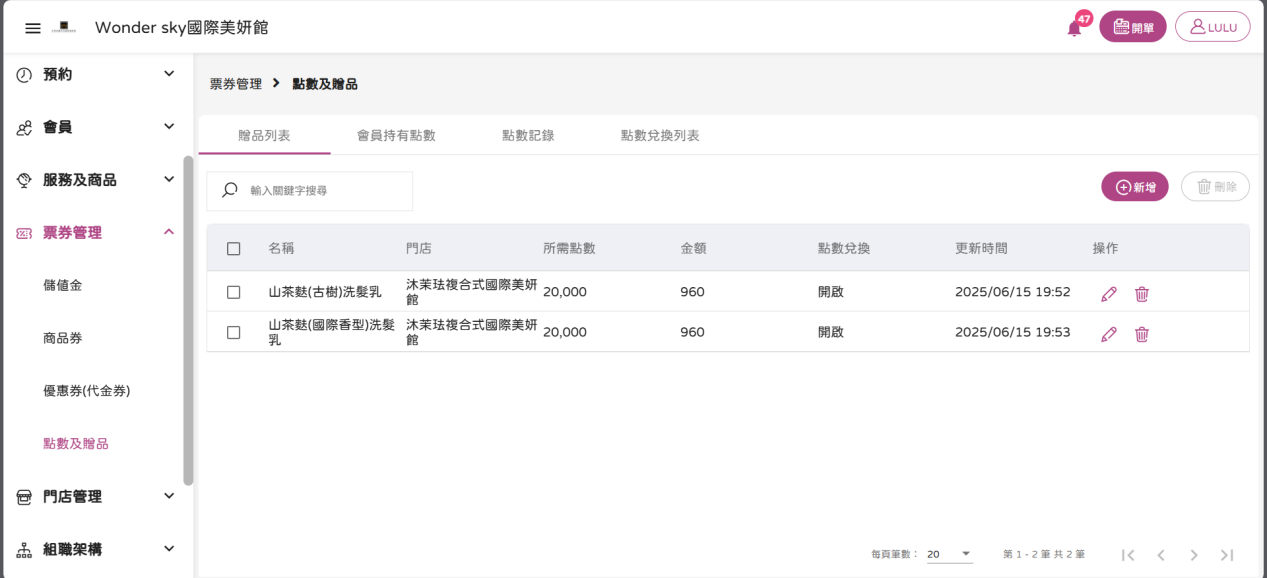 Wonder sky國際美妍館
47
開單
LULU
預約
會員
服務及商品
票券管理
儲值金
商品券
優惠券(代金券)
點數及贈品
門店管理
組職架構
票券管理 > 點數及贈品
贈品列表 會員持有點數 點數記錄 點數兌換列表
輸入關鍵字搜尋
新增 刪除
名稱 門店 所需點數 金額 點數兌換 更新時間 操作
山茶麩(古樹)洗髮乳 沐茉珐複合式國際美妍館 20,000 960 開啟 2025/06/15 19:52
山茶麩(國際香型)洗髮乳 沐茉珐複合式國際美妍館 20,000 960 開啟 2025/06/15 19:53
每頁筆數： 20 第 1 - 2 筆 共 2 筆